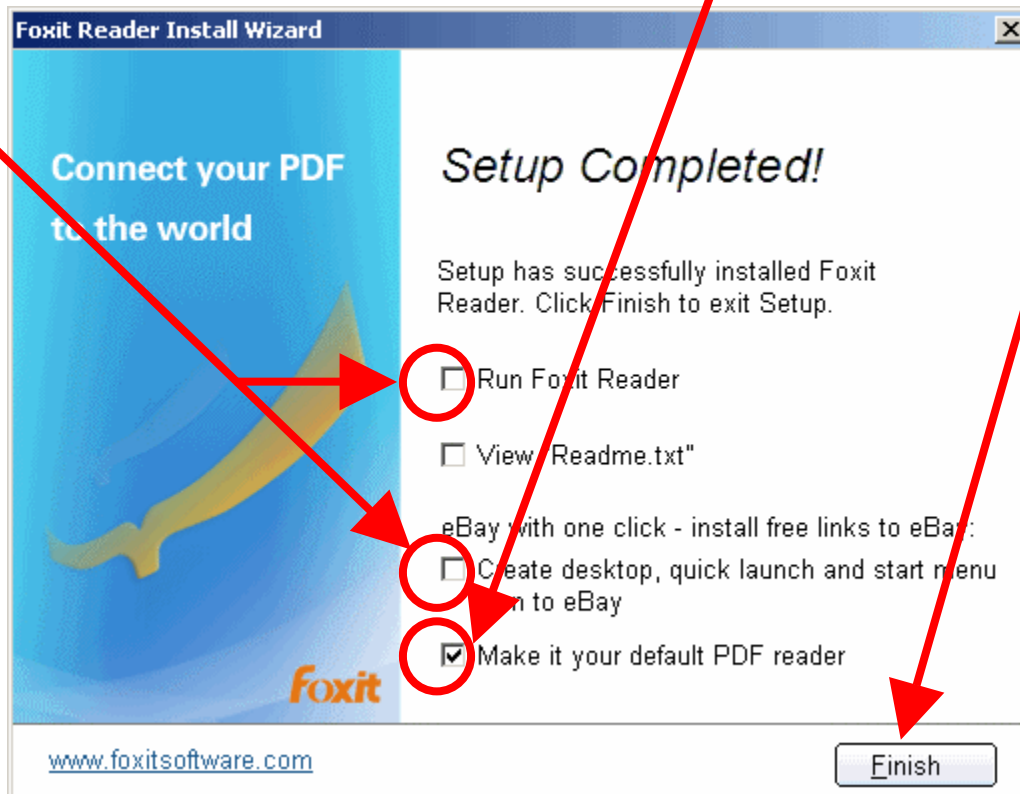 Foxit Reader Install Wizard
Connect your PDF
to the world
Setup Completed!
Setup has successfully installed Foxit
Reader. Click Finish to exit Setup.
Run Foxit Reader
View "Readme.txt"
eBay with one click - install free links to eBay:
Create desktop, quick launch and start menu
to eBay
Make it your default PDF reader
foxit
www.foxitsoftware.com
Finish